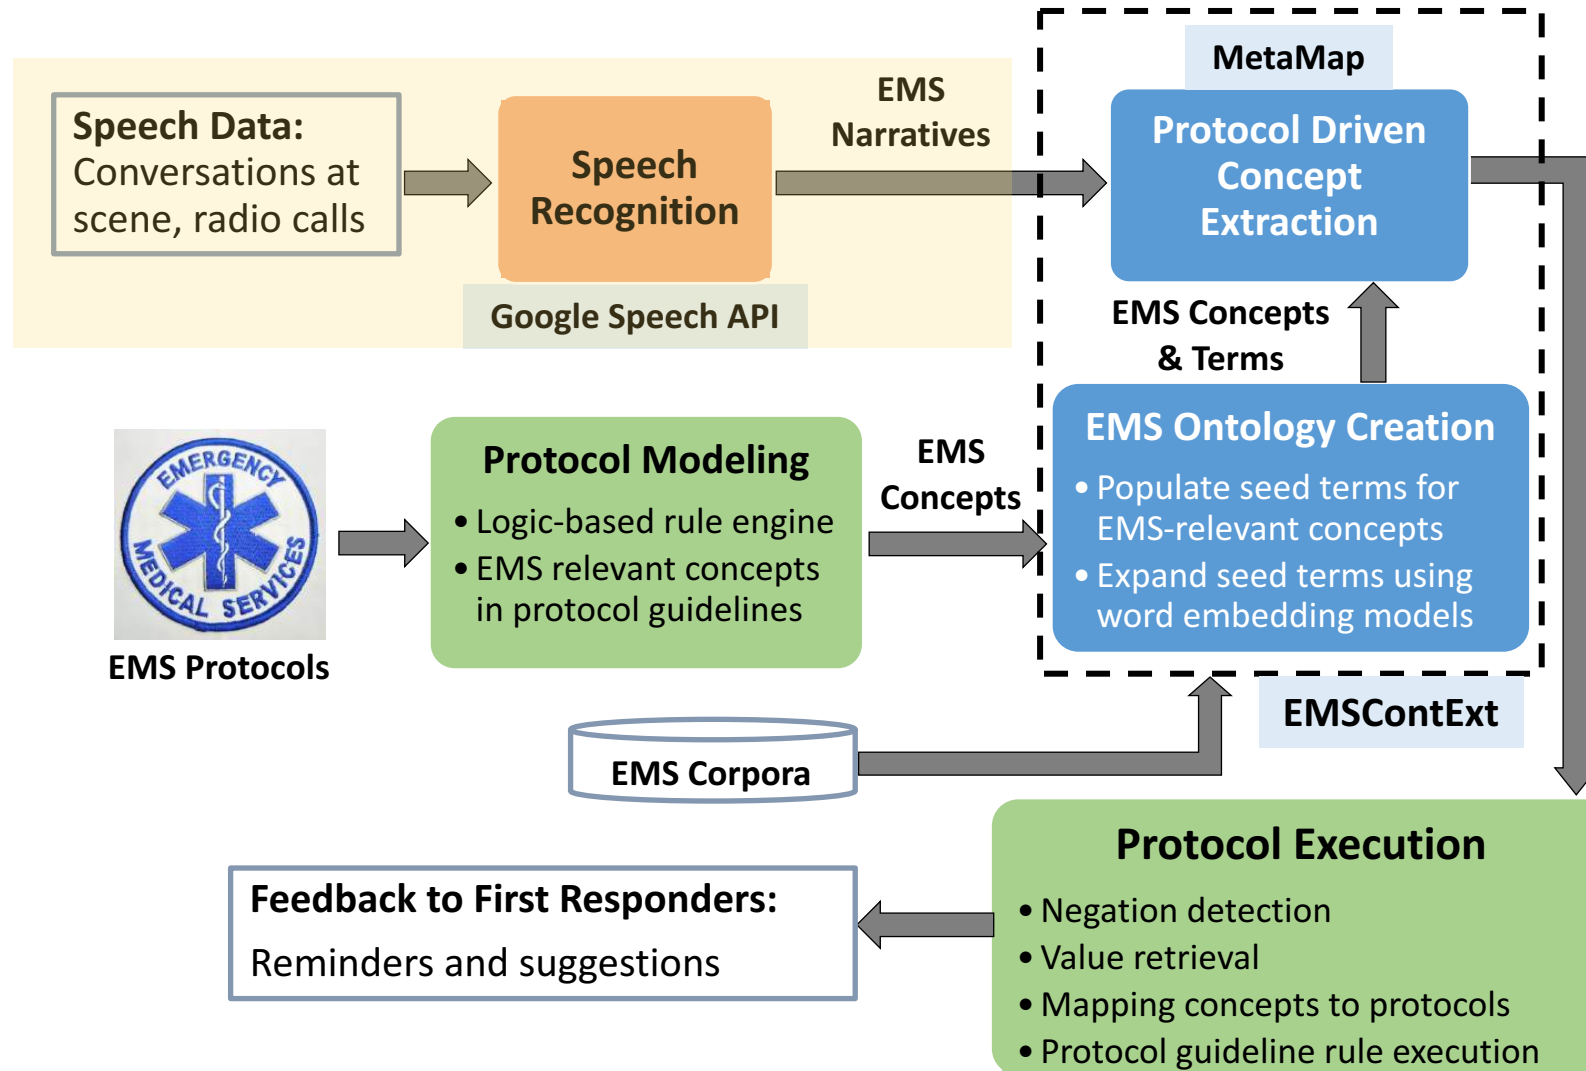 Speech Data:
Conversations at
scene, radio calls
Speech
Recognition
Google Speech API
EMS
Narratives
MetaMap
Protocol Driven
Concept
Extraction
EMS Concepts
& Terms
EMERGENCY
MEDICAL SERVICES
EMS Protocols
Protocol Modeling
• Logic-based rule engine
• EMS relevant concepts
in protocol guidelines
EMS
Concepts
EMS Ontology Creation
• Populate seed terms for
EMS-relevant concepts
• Expand seed terms using
word embedding models
EMSContExt
EMS Corpora
Protocol Execution
• Negation detection
• Value retrieval
• Mapping concepts to protocols
• Protocol guideline rule execution
Feedback to First Responders:
Reminders and suggestions